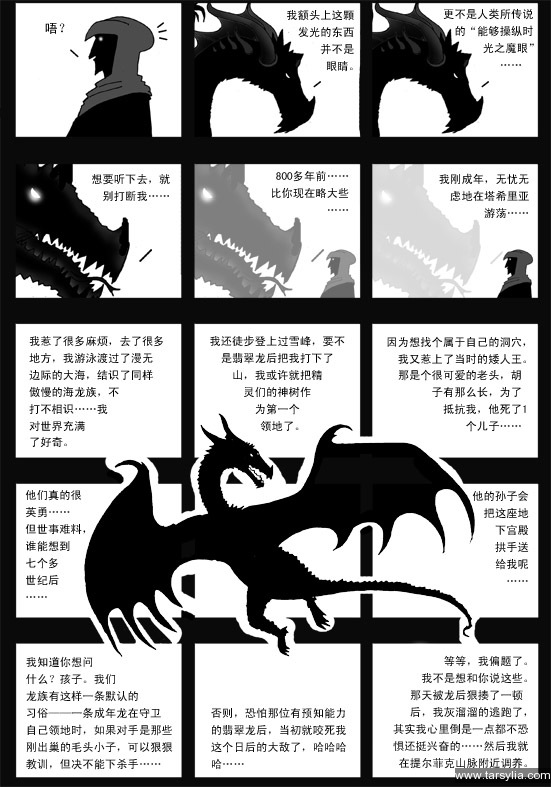 唔？
我额头上这颗
发光的东西
并不是
眼睛。
更不是人类所传说
的“能够操纵时
光之魔眼”
……
想要听下去，就
别打断我……
800多年前……
比你现在略大些
……
我刚成年，无忧无
虑地在塔希里亚
游荡……
我惹了很多麻烦，去了很多
地方，我游泳渡过了漫无
边际的大海，结识了同样
傲慢的海龙族，不
打不相识……我
对世界充满
了好奇。
我还徒步登上过雪峰，要不
是翡翠龙后把我打下了
山，我或许就把精
灵们的神树作
为第一个
领地了。
因为想找个属于自己的洞穴，
我又惹上了当时的矮人王。
那是个很可爱的老头，胡
子有那么长，为了
抵抗我，他死了1
个儿子……
他们真的很
英勇……
但世事难料，
谁能想到
七个多
世纪后
……
他的孙子会
把这座地
下宫殿
拱手送
给我呢
……
我知道你想问
什么？孩子。我们
龙族有这样一条默认的
习俗——一条成年龙在守卫
自己领地时，如果对手是那些
刚出巢的毛头小子，可以狠狠
教训，但决不能下杀手……
否则，恐怕那位有预知能力
的翡翠龙后，当初就咬死我
这个日后的大敌了，哈哈哈
哈……
等等，我偏题了。
我不是想和你说这些。
那天被龙后狠揍了一顿
后，我灰溜溜的逃跑了，
其实我心里倒是一点都不恐
惧还挺兴奋的……然后我就
在提尔菲克山脉附近调养。
www.tarsylia.com